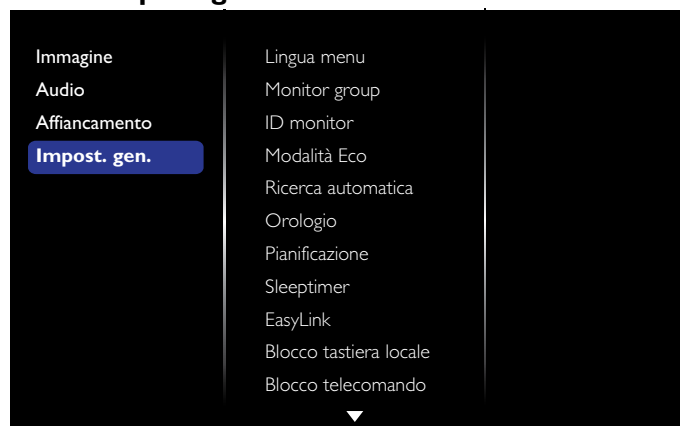 Immagine
Audio
Affiancamento
Impost. gen.
Lingua menu
Monitor group
ID monitor
Modalità Eco
Ricerca automatica
Orologio
Pianificazione
Sleeptimer
EasyLink
Blocco tastiera locale
Blocco telecomando